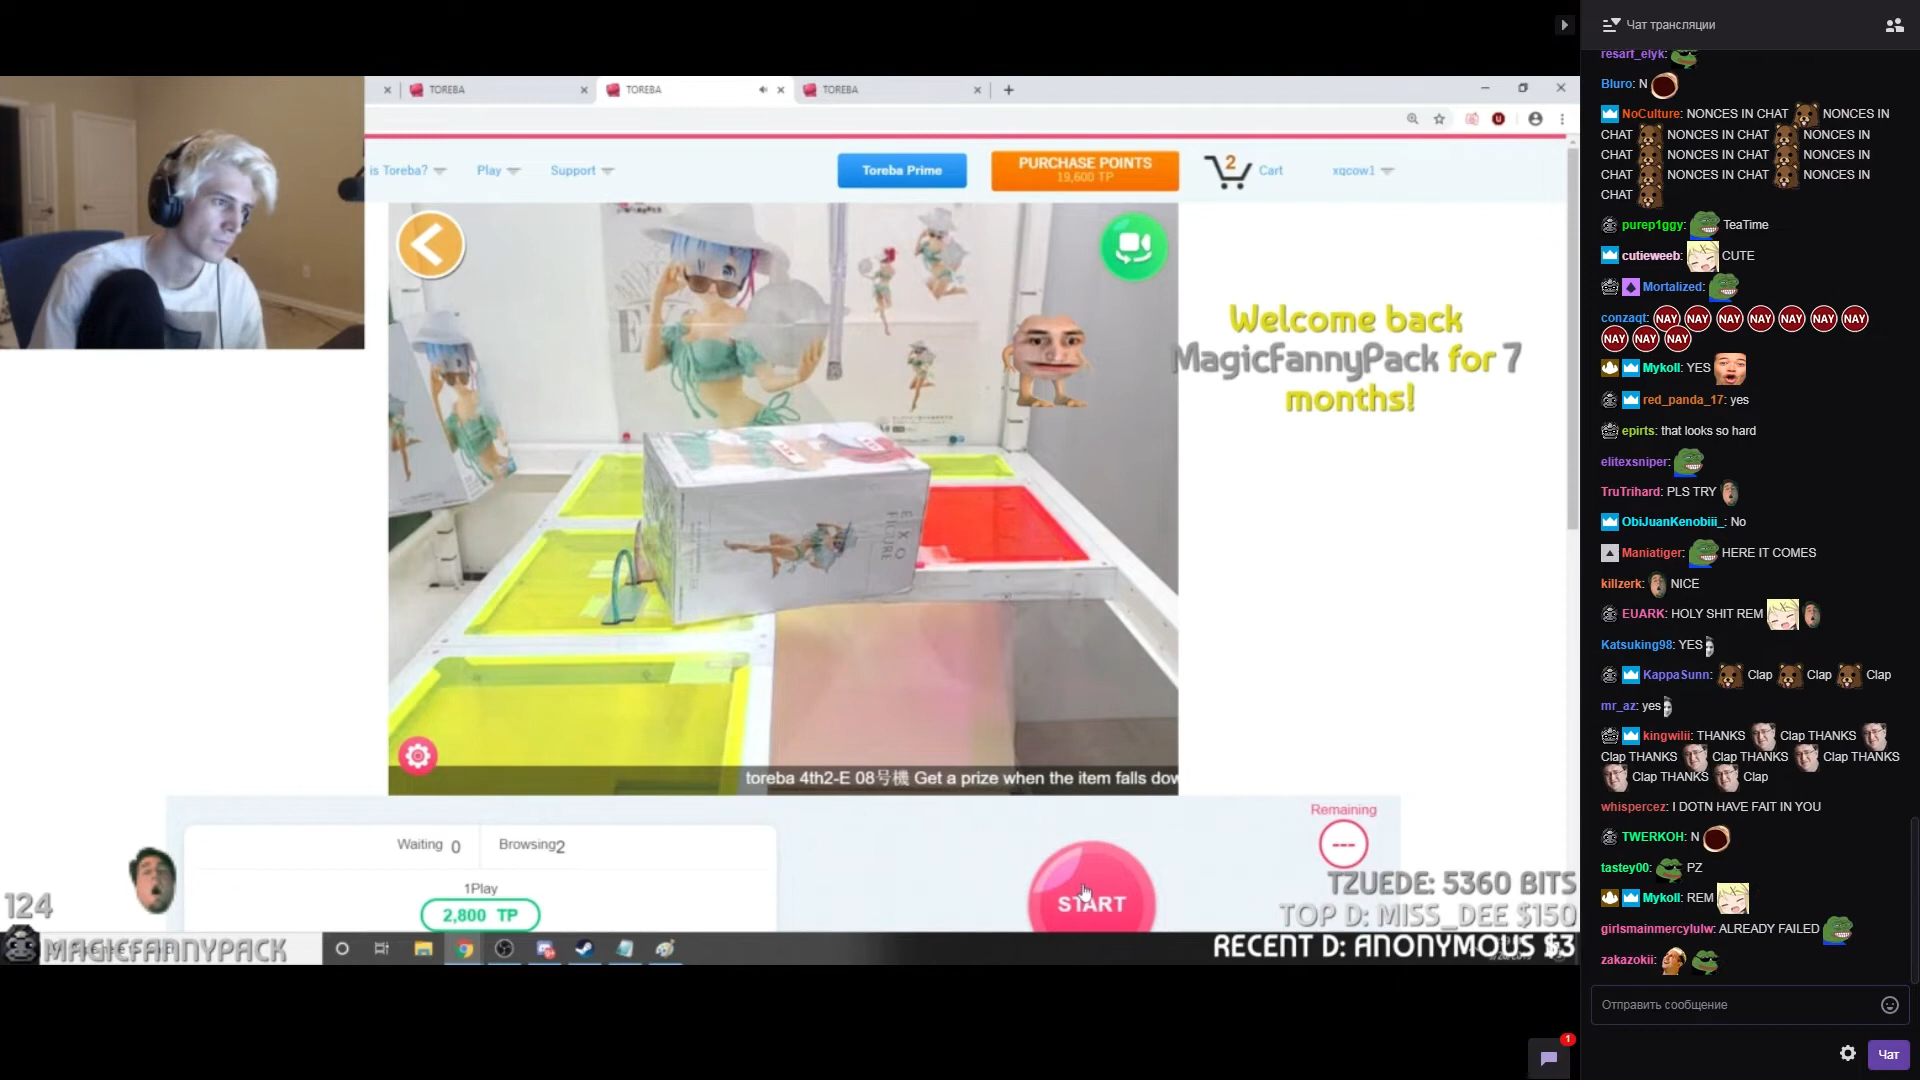 TOREBA
TOREBA
TOREBA
is Toreba?
Play
Support
Toreba Prime
PURCHASE POINTS
19,600 TP
2
Cart
xqcow1
EXQ
FIGURE
Welcome back
MagicFannyPack for 7
months!
toreba 4th2-E 08号機 Get a prize when the item falls dow
Waiting 0
Browsing2
1Play
2,800 TP
START
Remaining
---
124
MAGICFANNYPACK
TZUEDE: 5360 BITS
TOP D: MISS_DEE $150
RECENT D: ANONYMOUS $3
Чат трансляции
resarf_elyk:
Bluro: N
NoCulture: NONCES IN CHAT NONCES IN
CHAT NONCES IN CHAT NONCES IN
CHAT NONCES IN CHAT NONCES IN
CHAT NONCES IN CHAT NONCES IN
CHAT
purep1ggy: TeaTime
cutieweeb: CUTE
Mortalized:
conzaqt: NAY NAY NAY NAY NAY NAY NAY
NAY NAY NAY
Mykoll: YES
red_panda_17: yes
epirts: that looks so hard
elitexsniper:
TruTrihard: PLS TRY
ObiJuanKenobiii_: No
Maniatiger: HERE IT COMES
killzerk: NICE
EUARK: HOLY SHIT REM
Katsuking98: YES
KappaSunn: Clap Clap Clap
mr_az: yes
kingwilii: THANKS Clap THANKS
Clap THANKS Clap THANKS Clap THANKS
Clap THANKS Clap
whispercez: I DOTN HAVE FAIT IN YOU
TWERKOH: N
tastey00: PZ
Mykoll: REM
girlsmainmercylulw: ALREADY FAILED
zakazokii:
Отправить сообщение
1
Чат